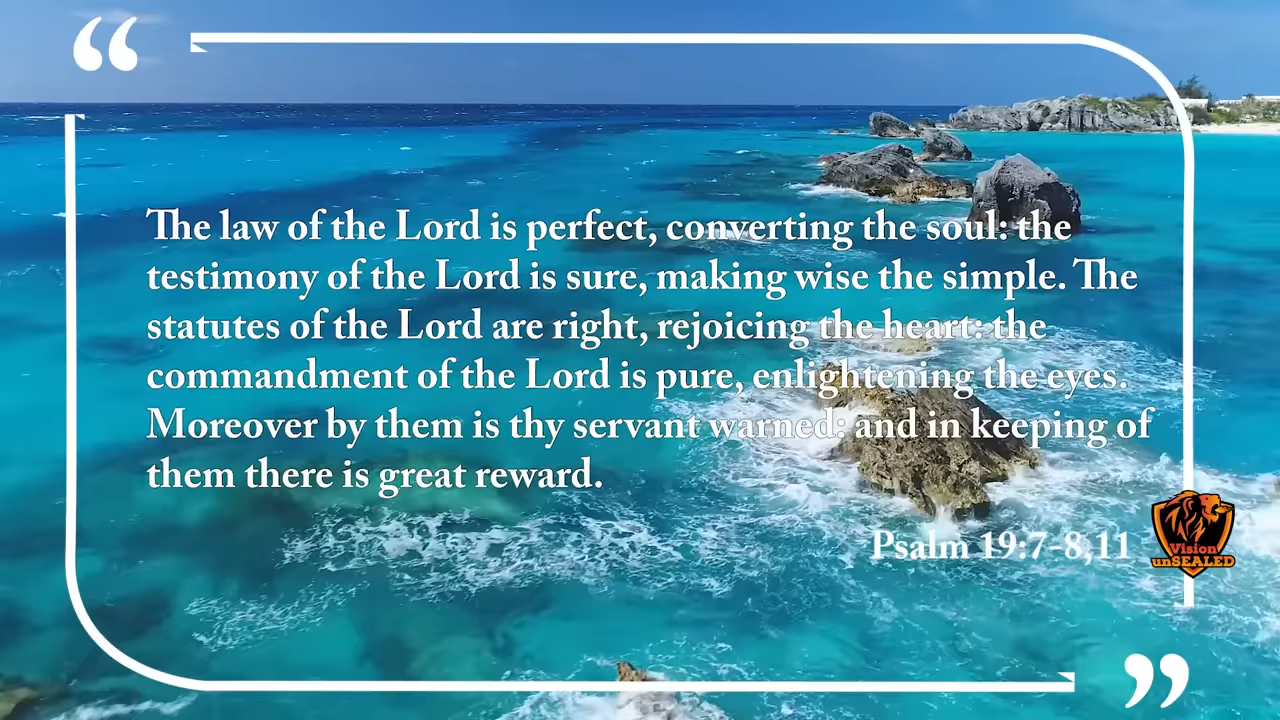 “
The law of the Lord is perfect, converting the soul: the
testimony of the Lord is sure, making wise the simple. The
statutes of the Lord are right, rejoicing the heart: the
commandment of the Lord is pure, enlightening the eyes.
Moreover by them is thy servant warned: and in keeping of
them there is great reward.
Psalm 19:7-8,11
Vision
unSEALED
”